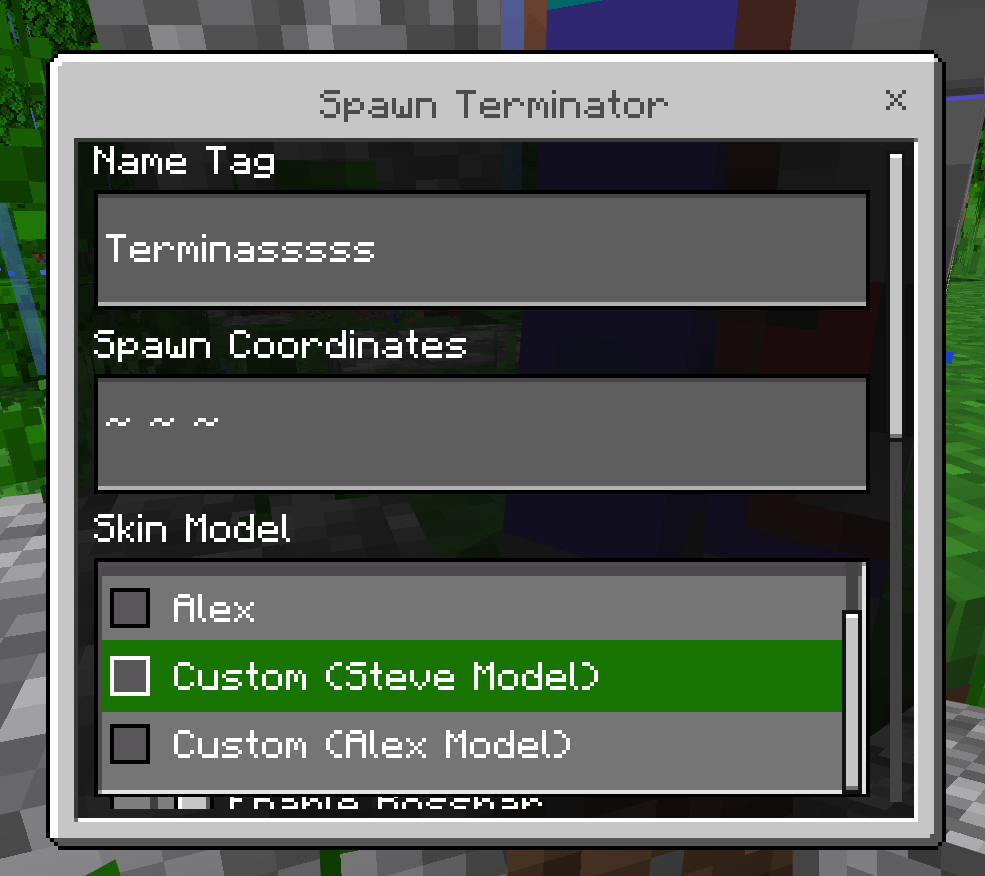 Spawn Terminator
Name Tag
Terminasssss
Spawn Coordinates
~ ~ ~
Skin Model
Alex
Custom (Steve Model)
Custom (Alex Model)